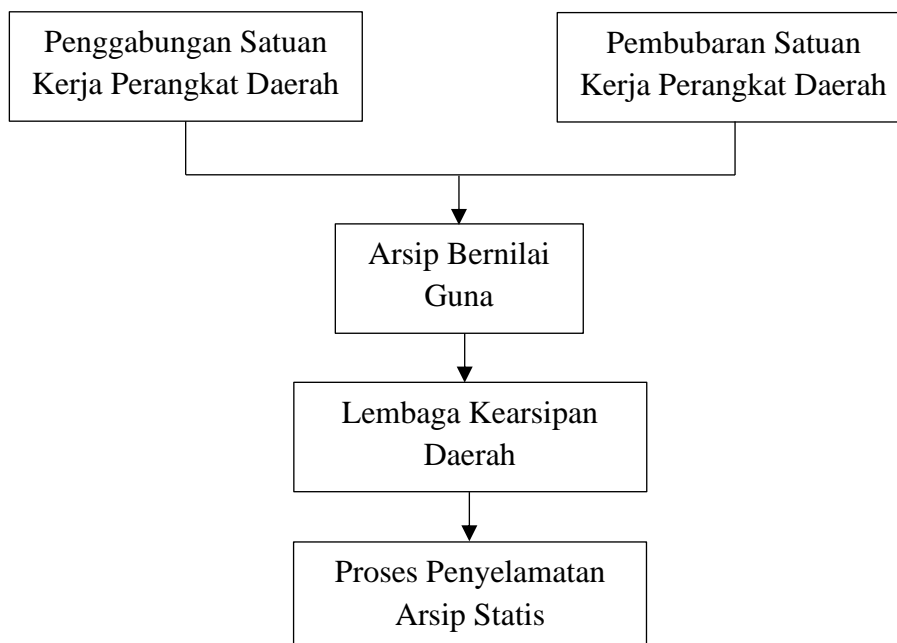 Penggabungan Satuan
Kerja Perangkat Daerah
Pembubaran Satuan
Kerja Perangkat Daerah
Arsip Bernilai
Guna
Lembaga Kearsipan
Daerah
Proses Penyelamatan
Arsip Statis